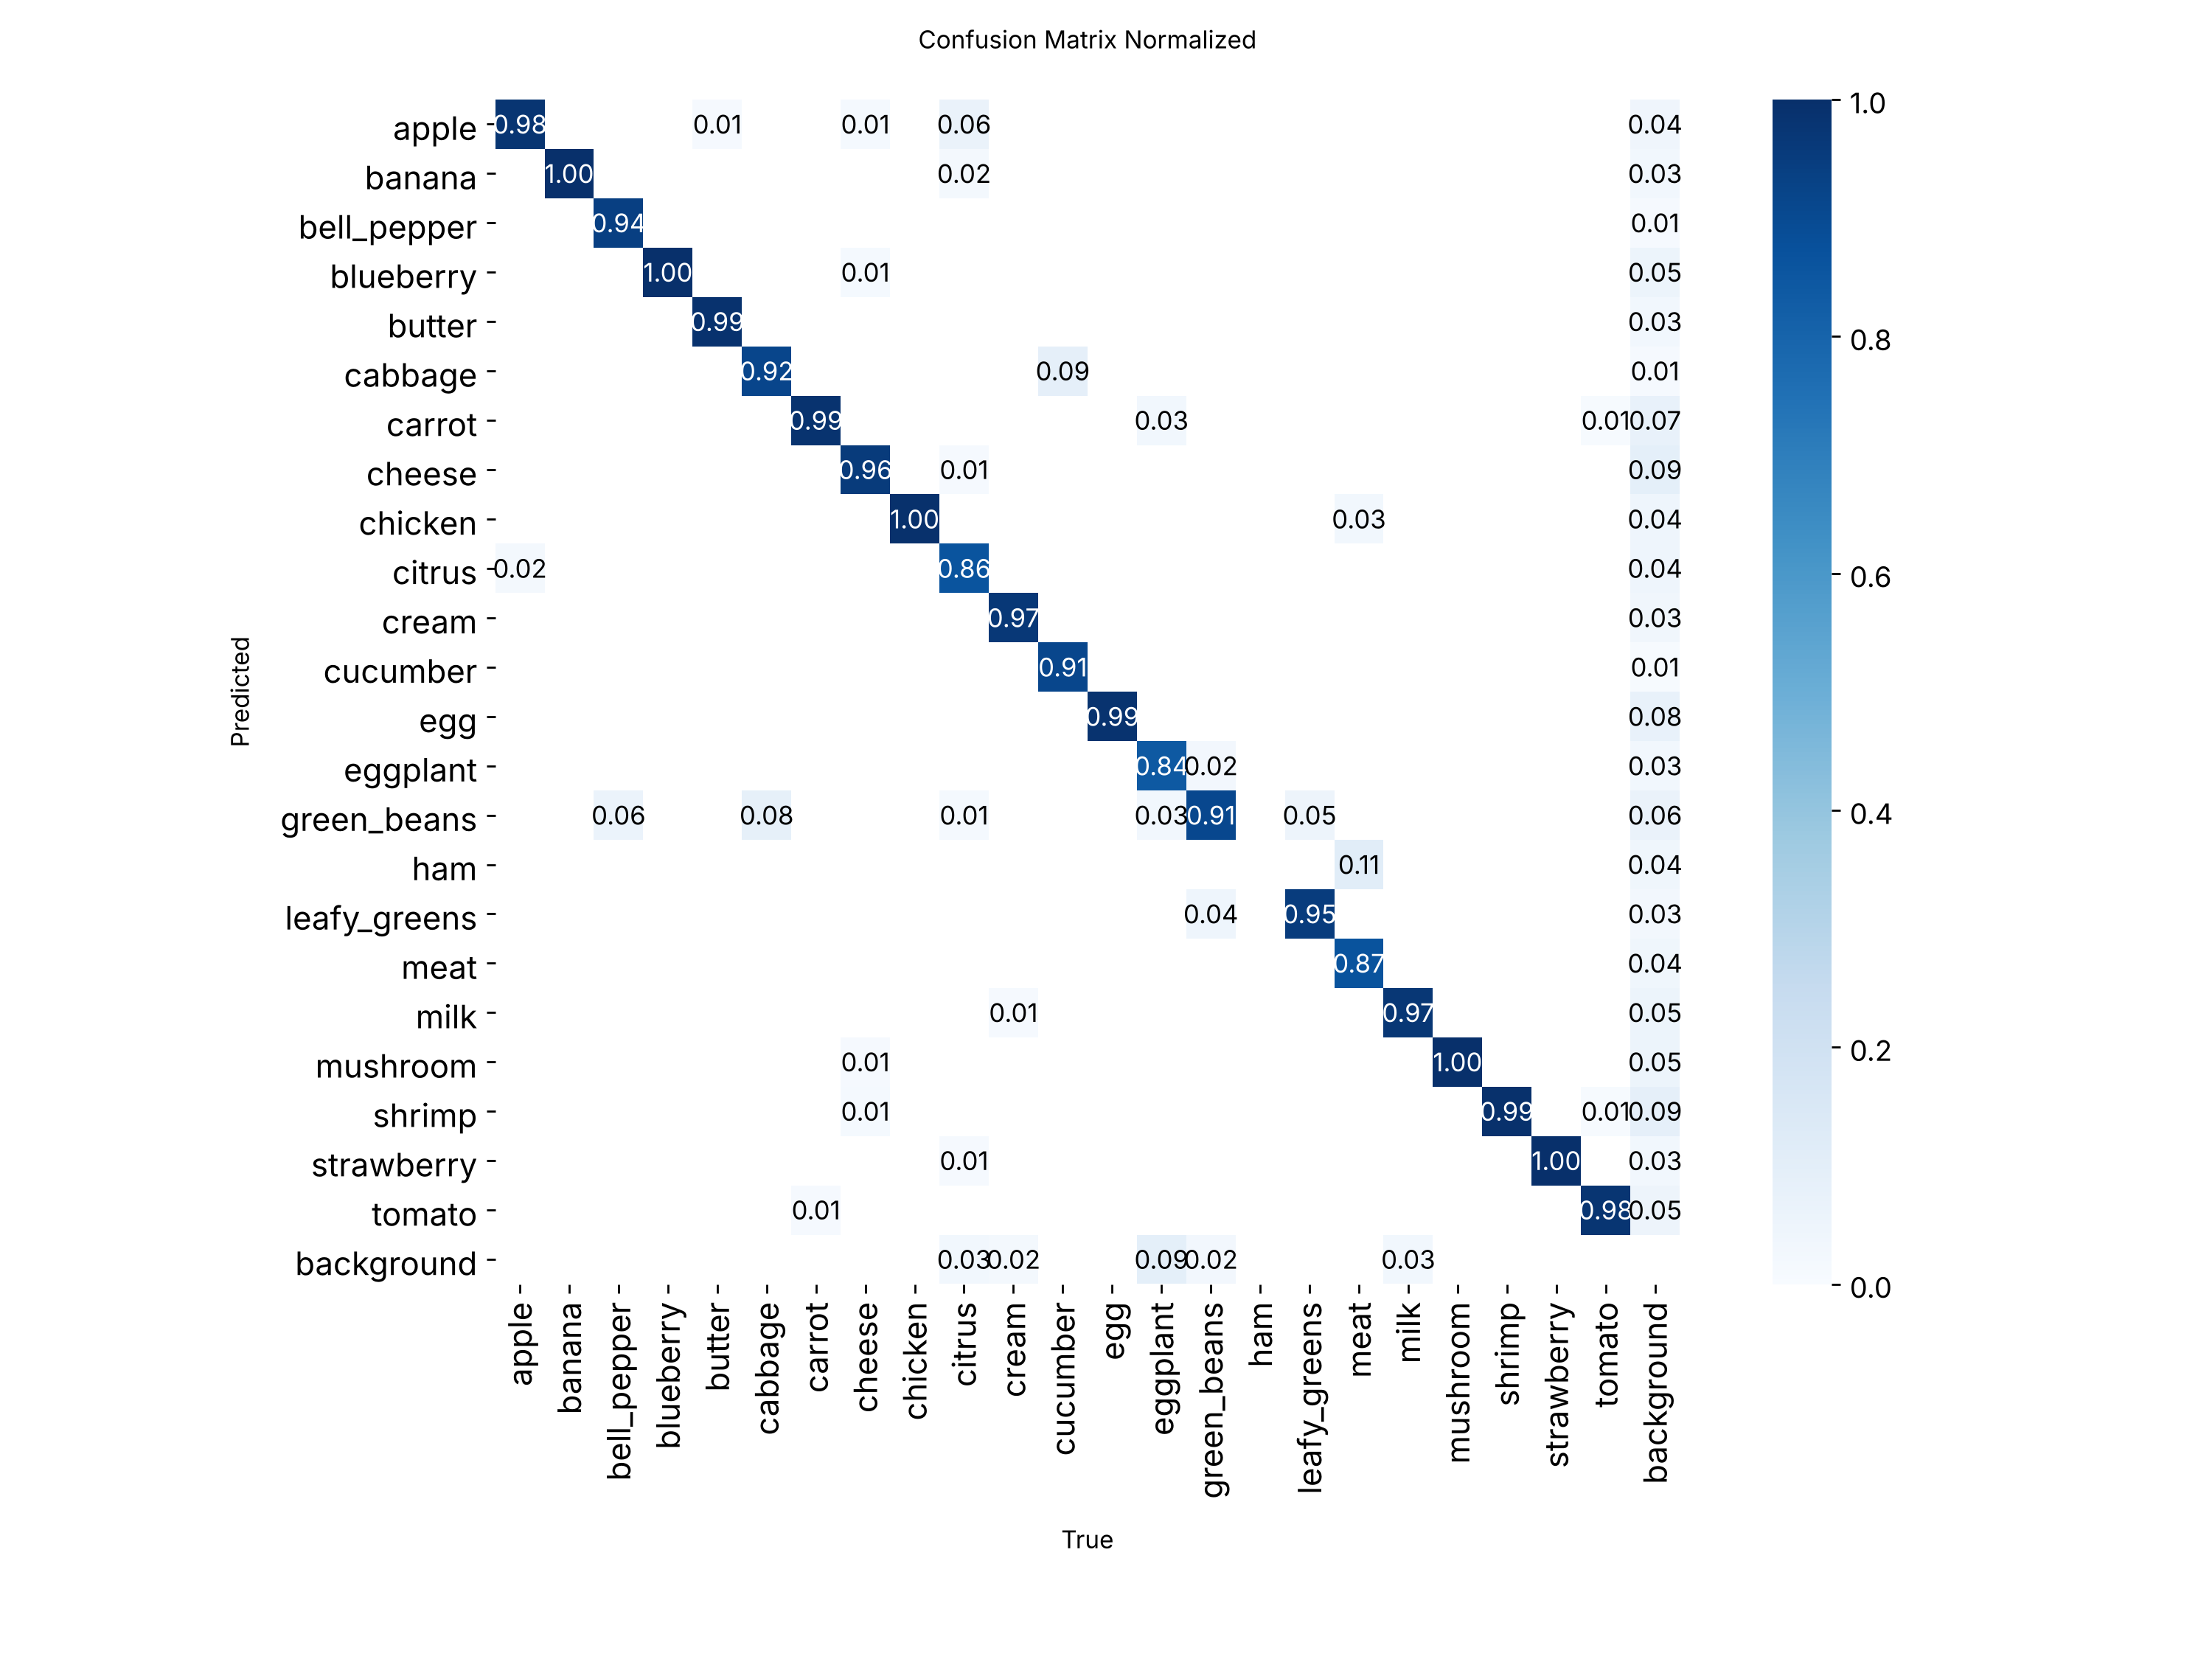 Confusion Matrix Normalized
apple 0.98 0.01 0.01 0.06 0.04
banana 1.00 0.02 0.03
bell_pepper 0.94 0.01
blueberry 1.00 0.01 0.05
butter 0.99 0.03
cabbage 0.92 0.09 0.01
carrot 0.99 0.03 0.01 0.07
cheese 0.96 0.01 0.09
chicken 1.00 0.03 0.04
citrus 0.02 0.86 0.04
cream 0.97 0.03
cucumber 0.91 0.01
egg 0.99 0.08
eggplant 0.84 0.02 0.03
green_beans 0.06 0.08 0.01 0.03 0.91 0.05 0.06
ham 0.11 0.04
leafy_greens 0.04 0.95 0.03
meat 0.87 0.04
milk 0.01 0.97 0.05
mushroom 0.01 1.00 0.05
shrimp 0.01 0.99 0.01 0.09
strawberry 0.01 1.00 0.03
tomato 0.01 0.98 0.05
background 0.03 0.02 0.09 0.02 0.03
Predicted
apple
banana
bell_pepper
blueberry
butter
cabbage
carrot
cheese
chicken
citrus
cream
cucumber
egg
eggplant
green_beans
ham
leafy_greens
meat
milk
mushroom
shrimp
strawberry
tomato
background
True
1.0
0.8
0.6
0.4
0.2
0.0